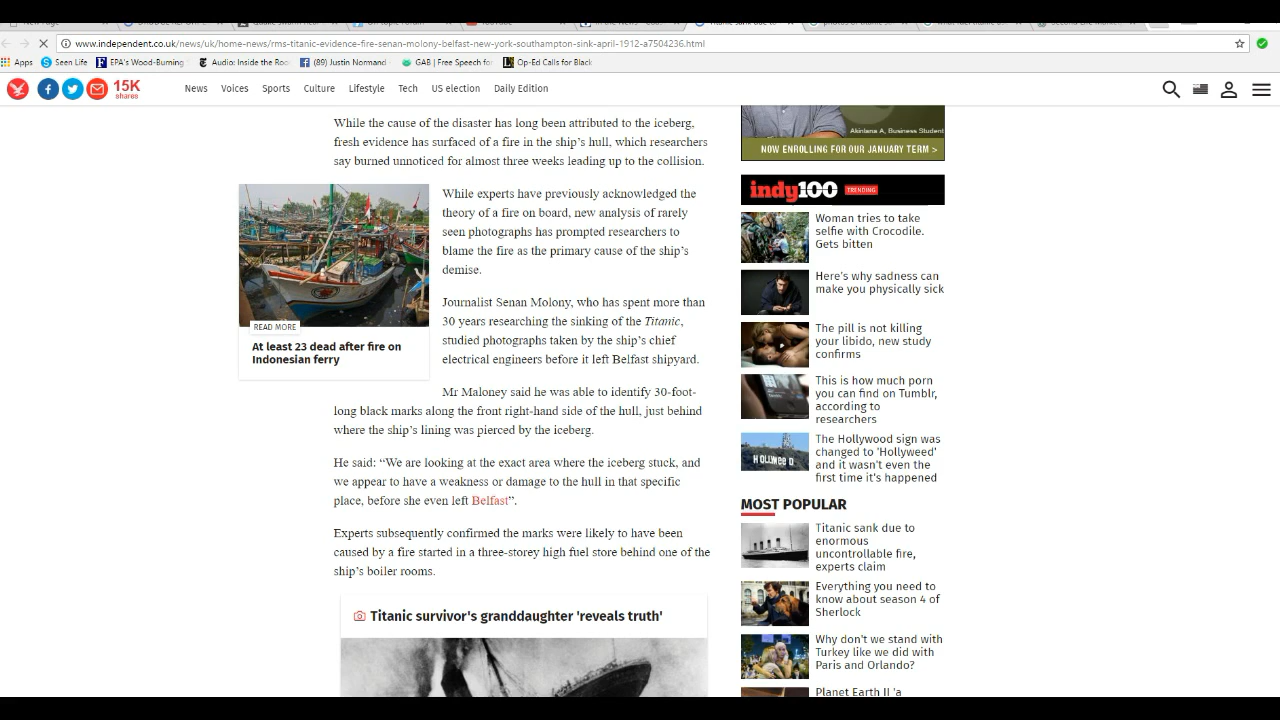 www.independent.co.uk/news/uk/home-news/rms-titanic-evidence-fire-senan-molony-belfast-new-york-southampton-sink-april-1912-a7504236.html
Apps Seen Life EPA's Wood-Burning Audio: Inside the Roo (89) Justin Normand GAB | Free Speech for Op-Ed Calls for Black
15K
shares
News Voices Sports Culture Lifestyle Tech US election Daily Edition
While the cause of the disaster has long been attributed to the iceberg,
fresh evidence has surfaced of a fire in the ship's hull, which researchers
say burned unnoticed for almost three weeks leading up to the collision.
While experts have previously acknowledged the
theory of a fire on board, new analysis of rarely
seen photographs has prompted researchers to
blame the fire as the primary cause of the ship's
demise.
READ MORE
At least 23 dead after fire on
Indonesian ferry
Journalist Senan Molony, who has spent more than
30 years researching the sinking of the Titanic,
studied photographs taken by the ship's chief
electrical engineers before it left Belfast shipyard.
Mr Maloney said he was able to identify 30-foot-
long black marks along the front right-hand side of the hull, just behind
where the ship's lining was pierced by the iceberg.
He said: “We are looking at the exact area where the iceberg stuck, and
we appear to have a weakness or damage to the hull in that specific
place, before she even left Belfast”.
Experts subsequently confirmed the marks were likely to have been
caused by a fire started in a three-storey high fuel store behind one of the
ship's boiler rooms.
Titanic survivor's granddaughter 'reveals truth'
Akinlana A, Business Student
NOW ENROLLING FOR OUR JANUARY TERM >
indy100 TRENDING
Woman tries to take
selfie with Crocodile.
Gets bitten
Here's why sadness can
make you physically sick
The pill is not killing
your libido, new study
confirms
This is how much porn
you can find on Tumblr,
according to
researchers
HOLLWEED
The Hollywood sign was
changed to 'Hollyweed'
and it wasn't even the
first time it's happened
MOST POPULAR
Titanic sank due to
enormous
uncontrollable fire,
experts claim
Everything you need to
know about season 4 of
Sherlock
Why don't we stand with
Turkey like we did with
Paris and Orlando?
Planet Earth II 'a